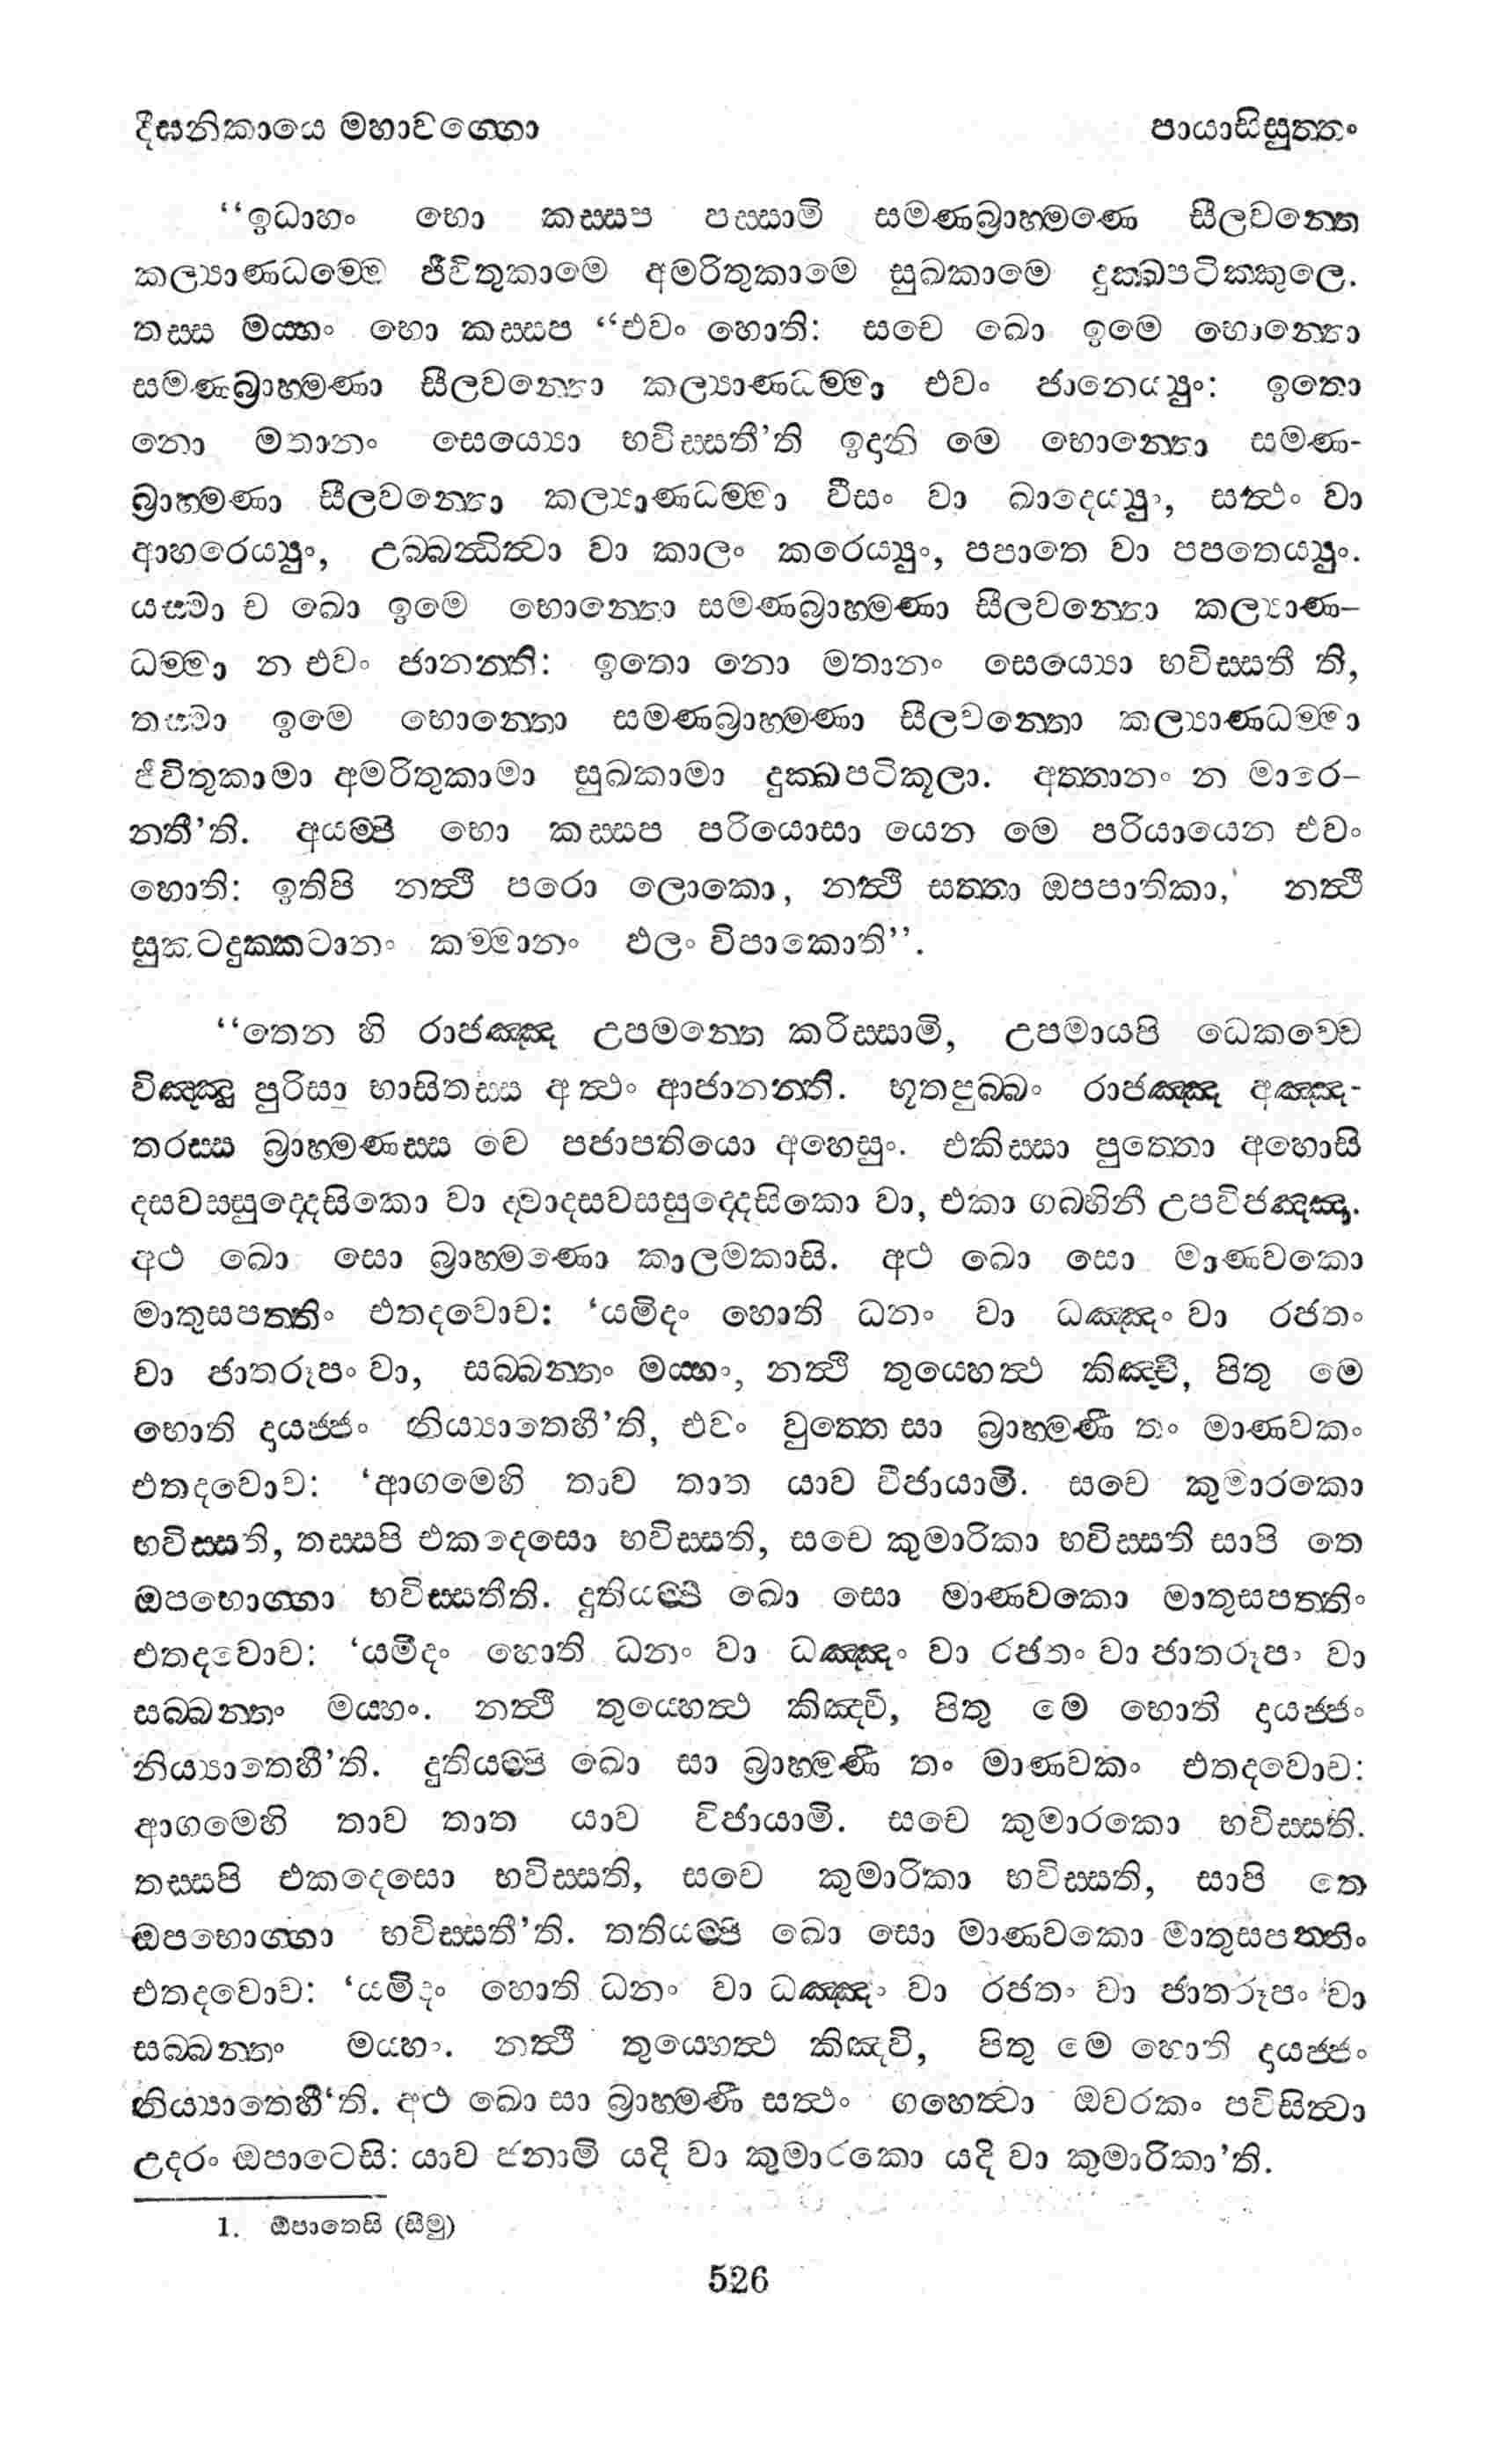 දීඝනිකායෙ මහාවග්ගො පායාසිසුත්තං
“ඉධාහං භො කස්සප පස්සාමි සමණබ්‍රාහ්මණෙ සීලවන්තෙ
කල්‍යාණධම්මෙ ජීවිතුකාමෙ අමරිතුකාමෙ සුඛකාමෙ දුක්ඛපටික්කුලෙ.
තස්ස මය්හං භො කස්සප “එවං හොති: සචෙ ඛො ඉමෙ භොන්තො
සමණබ්‍රාහ්මණා සීලවන්තො කල්‍යාණධම්මා එවං ජානෙය්‍යුං: ඉතො
නො මතානං සෙය්‍යො භවිස්සතී’ති ඉදානි මෙ භොන්තො සමණ-
බ්‍රාහ්මණා සීලවන්තො කල්‍යාණධම්මා වීසං වා ඛාදෙය්‍යුං, සත්‍ථං වා
ආහරෙය්‍යුං, උබ්බන්ධිත්‍වා වා කාලං කරෙය්‍යුං, පපාතෙ වා පපතෙය්‍යුං.
යස්මා ච ඛො ඉමෙ භොන්තො සමණබ්‍රාහ්මණා සීලවන්තො කල්‍යාණ–
ධම්මා න එවං ජානන්ති: ඉතො නො මතානං සෙය්‍යො භවිස්සතී ති,
තස්මා ඉමෙ භොන්තො සමණබ්‍රාහ්මණා සීලවන්තො කල්‍යාණධම්මා
ජීවිතුකාමා අමරිතුකාමා සුඛකාමා දුක්ඛපටිකූලා. අත්තානං න මාරෙ–
න්තී’ති. අයම්පි භො කස්සප පරියොසා යෙන මෙ පරියායෙන එවං
හොති: ඉතිපි නත්‍ථි පරො ලොකො, නත්‍ථි සත්තා ඔපපාතිකා, නත්‍ථි
සුකටදුක්කටානං කම්මානං ඵලං විපාකොති”.
“තෙන හි රාජඤ්ඤ උපමන්තෙ කරිස්සාමි, උපමායපි ධෙකච්චෙ
විඤ්ඤු පුරිසා භාසිතස්ස අත්‍ථං ආජානන්ති. භූතපුබ්බං රාජඤ්ඤ අඤ්ඤ-
තරස්ස බ්‍රාහ්මණස්ස ද්‍වෙ පජාපතියො අහෙසුං. එකිස්සා පුත්තො අහොසි
දසවස්සුද්දෙසිකො වා ද්‍වාදසවස්සසුද්දෙසිකො වා, එකා ගබ්භිනී උපවිජඤ්ඤා.
අථ ඛො සො බ්‍රාහ්මණො කාලමකාසි. අථ ඛො සො මාණවකො
මාතුසපත්තිං එතදවොච: ‘යමිදං හොති ධනං වා ධඤ්ඤං වා රජතං
වා ජාතරූපං වා, සබ්බන්තං මය්හං, නත්‍ථි තුය්හෙත්‍ථ කිඤ්චි, පිතු මෙ
හොති දායජ්ජං නිය්‍යාතෙහී’ති, එවං වුත්තෙ සා බ්‍රාහ්මණී තං මාණවකං
එතදවොච: ‘ආගමෙහි තාව තාත යාව විජායාමි. සචෙ කුමාරකො
භවිස්සති, තස්සපි එකදෙසො භවිස්සති, සචෙ කුමාරිකා භවිස්සති සාපි තෙ
ඔපභොග්ගා භවිස්සතීති. දුතියම්පි ඛො සො මාණවකො මාතුසපත්තිං
එතදවොච: ‘යමිදං හොති ධනං වා ධඤ්ඤං වා රජතං වා ජාතරූපං වා
සබ්බන්තං මය්හං. නත්‍ථි තුය්හෙත්‍ථ කිඤ්චි, පිතු මෙ හොති දායජ්ජං
නිය්‍යාතෙහී’ති. දුතියම්පි ඛො සා බ්‍රාහ්මණී තං මාණවකං එතදවොච:
ආගමෙහි තාව තාත යාව විජායාමි. සචෙ කුමාරකො භවිස්සති.
තස්සපි එකදෙසො භවිස්සති, සචෙ කුමාරිකා භවිස්සති, සාපි තෙ
ඔපභොග්ගා භවිස්සතී’ති. තතියම්පි ඛො සො මාණවකො මාතුසපත්තිං
එතදවොච: ‘යමිදං හොති ධනං වා ධඤ්ඤං වා රජතං වා ජාතරූපං වා
සබ්බන්තං මය්හං. නත්‍ථි තුය්හෙත්‍ථ කිඤ්චි, පිතු මෙ හොති දායජ්ජං
නිය්‍යාතෙහී‘ති. අථ ඛො සා බ්‍රාහ්මණී සත්‍ථං ගහෙත්‍වා ඔවරකං පවිසිත්‍වා
උදරං ඔපාටෙසි: යාව ජනාමි යදි වා කුමාරකො යදි වා කුමාරිකා’ති.
1. ඕපාතෙසි (සීමු)
526